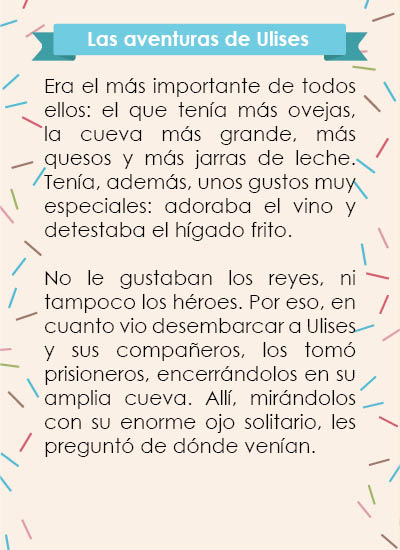 Las aventuras de Ulises
Era el más importante de todos
ellos: el que tenía más ovejas,
la cueva más grande, más
quesos y más jarras de leche.
Tenía, además, unos gustos muy
especiales: adoraba el vino y
detestaba el hígado frito.
No le gustaban los reyes, ni
tampoco los héroes. Por eso, en
cuanto vio desembarcar a Ulises
y sus compañeros, los tomó
prisioneros, encerrándolos en su
amplia cueva. Allí, mirándolos
con su enorme ojo solitario, les
preguntó de dónde venían.